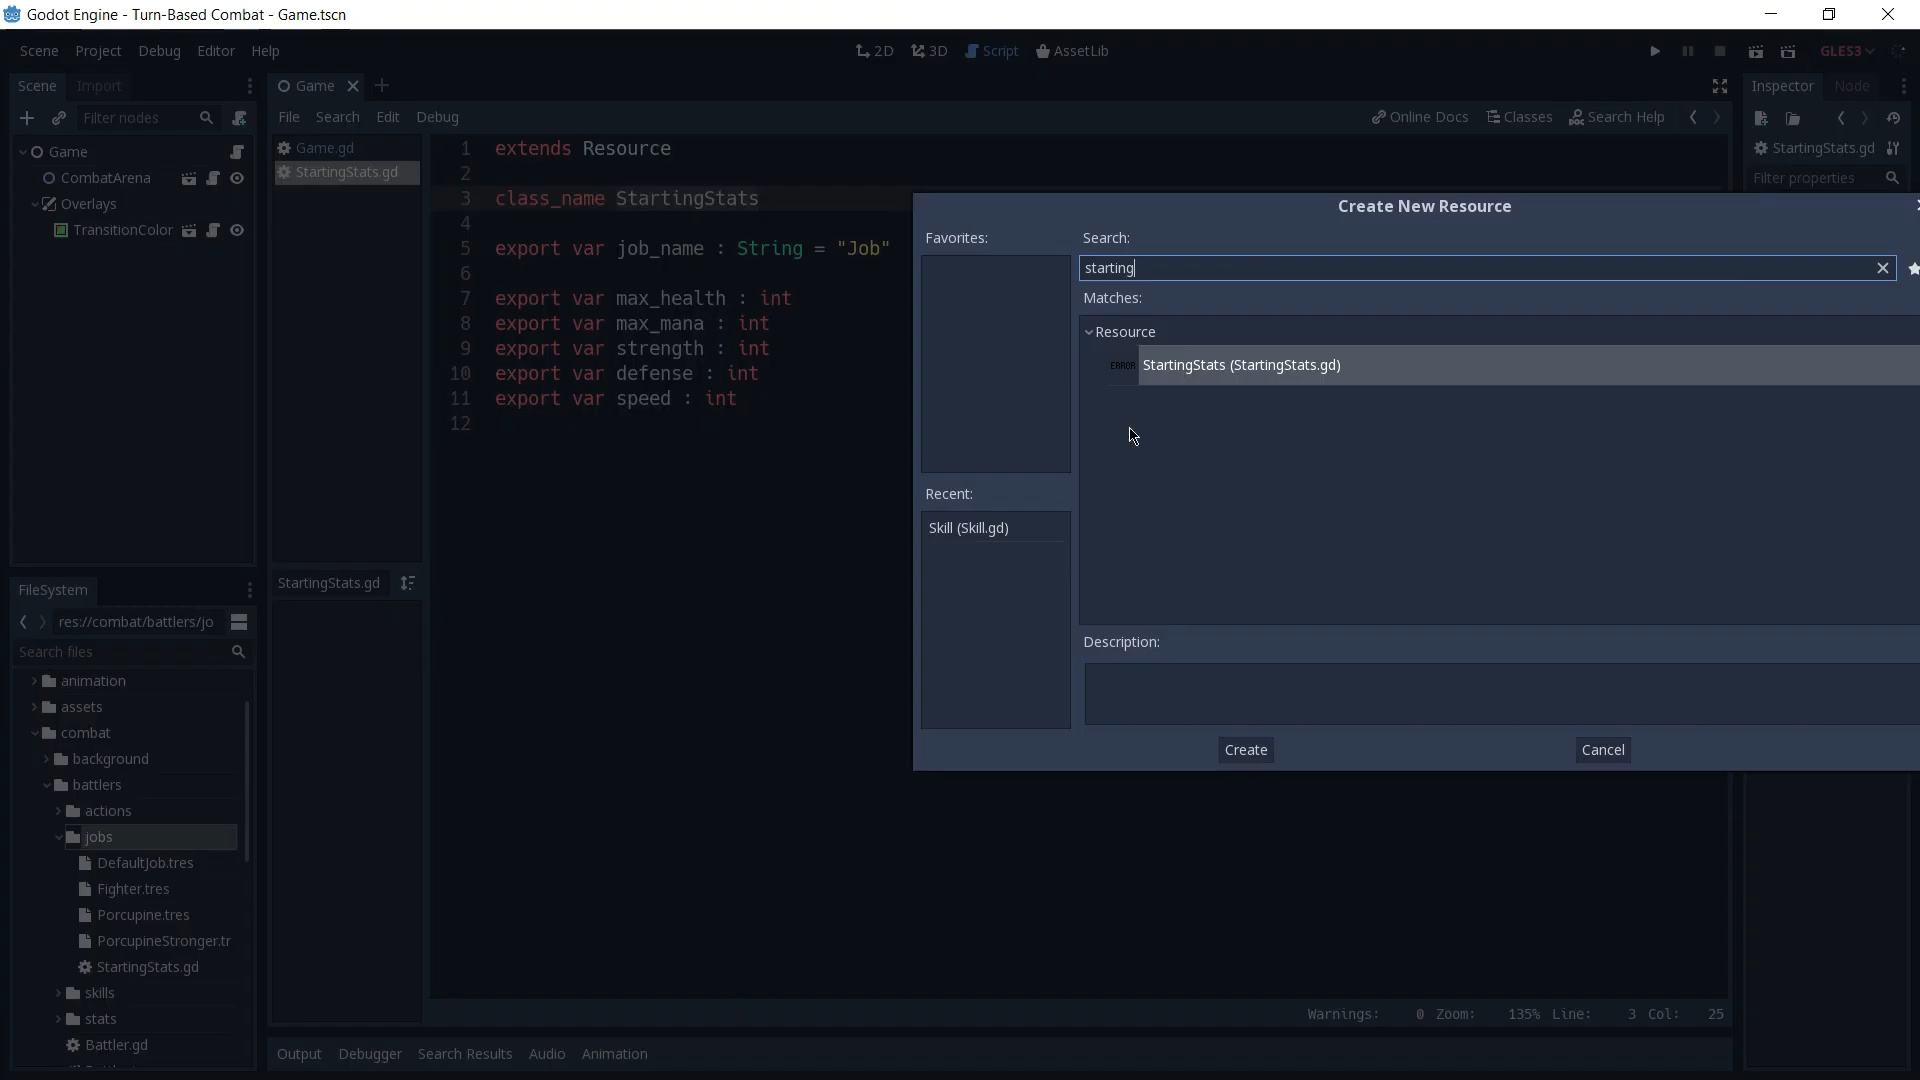 Godot Engine - Turn-Based Combat - Game.tscn
Scene Project Debug Editor Help
2D 3D Script AssetLib
GLES3
Scene Import
Game
Inspector Node
Filter nodes
File Search Edit Debug
Online Docs Classes Search Help
Game
CombatArena
Overlays
TransitionColor
Game.gd
StartingStats.gd
1 extends Resource
2
3 class_name StartingStats
4
5 export var job_name : String = "Job"
6
7 export var max_health : int
8 export var max_mana : int
9 export var strength : int
10 export var defense : int
11 export var speed : int
12
StartingStats.gd
Filter properties
Create New Resource
Favorites:
Search:
starting
Matches:
Resource
ERROR StartingStats (StartingStats.gd)
Recent:
Skill (Skill.gd)
Description:
Create Cancel
StartingStats.gd
FileSystem
res://combat/battlers/jo
Search files
animation
assets
combat
background
battlers
actions
jobs
DefaultJob.tres
Fighter.tres
Porcupine.tres
PorcupineStronger.tr
StartingStats.gd
skills
stats
Battler.gd
Warnings: 0 Zoom: 135% Line: 3 Col: 25
Output Debugger Search Results Audio Animation